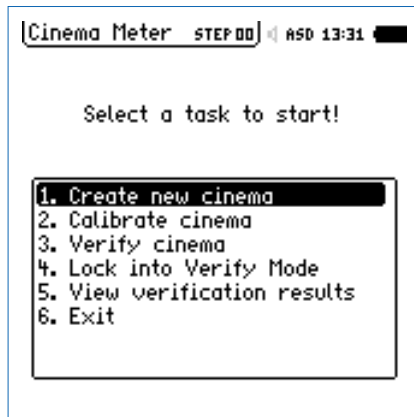 Cinema Meter STEP 00 ASD 13:31
Select a task to start!
1. Create new cinema
2. Calibrate cinema
3. Verify cinema
4. Lock into Verify Mode
5. View verification results
6. Exit